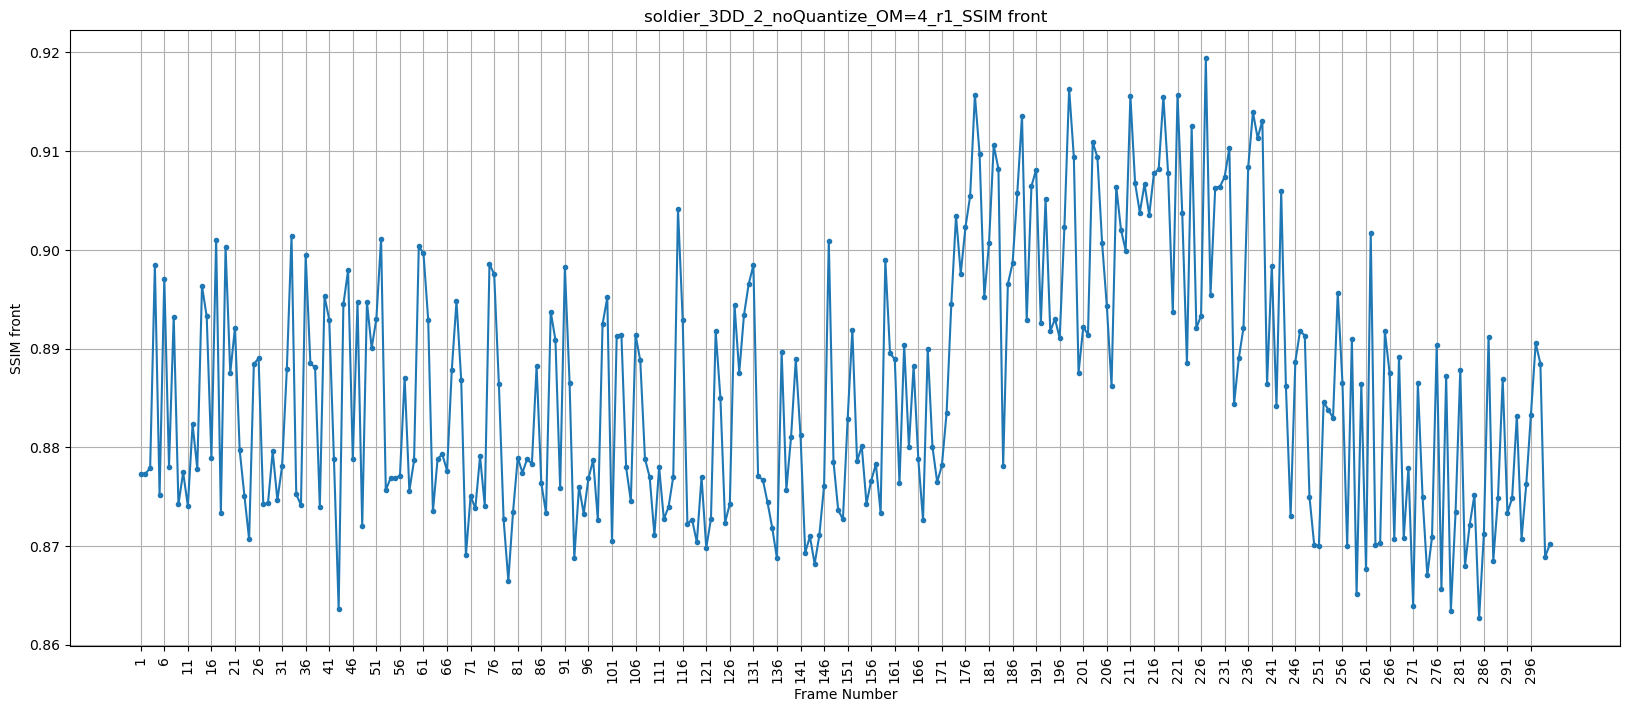 soldier_3DD_2_noQuantize_OM=4_r1_SSIM front
0.92
0.91
0.90
0.89
0.88
0.87
0.86
SSIM front
1 6 11 16 21 26 31 36 41 46 51 56 61 66 71 76 81 86 91 96 101 106 111 116 121 126 131 136 141 146 151 156 161 166 171 176 181 186 191 196 201 206 211 216 221 226 231 236 241 246 251 256 261 266 271 276 281 286 291 296
Frame Number